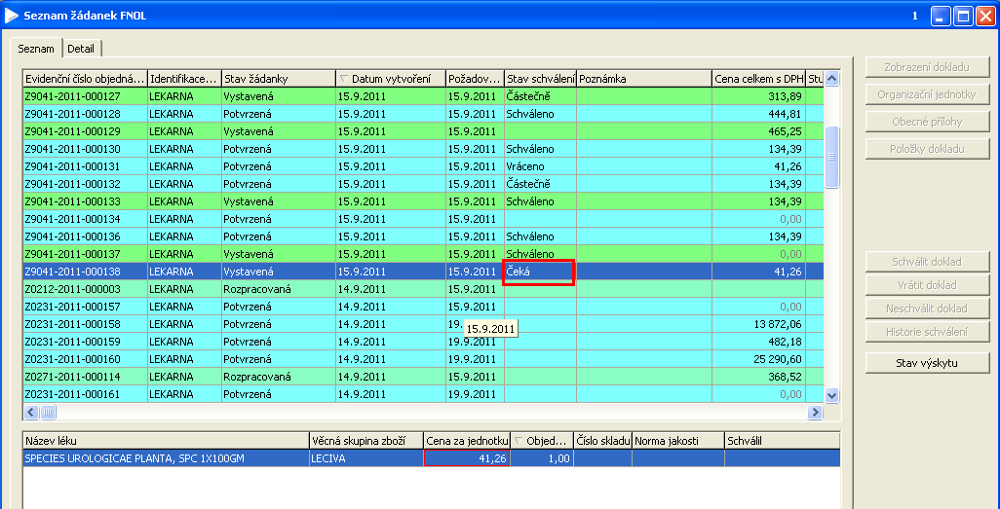 Seznam žádanek FNOL 1
Seznam Detail
Evidenční číslo objedná... Identifikace... Stav žádanky Datum vytvoření Požadov... Stav schválení Poznámka Cena celkem s DPH Stu
Z9041-2011-000127 LEKARNA Vystavená 15.9.2011 15.9.2011 Částečně 313,89
Z9041-2011-000128 LEKARNA Potvrzená 15.9.2011 15.9.2011 Schváleno 444,81
Z9041-2011-000129 LEKARNA Vystavená 15.9.2011 15.9.2011 465,25
Z9041-2011-000130 LEKARNA Potvrzená 15.9.2011 15.9.2011 Schváleno 134,39
Z9041-2011-000131 LEKARNA Potvrzená 15.9.2011 15.9.2011 Vráceno 41,26
Z9041-2011-000132 LEKARNA Potvrzená 15.9.2011 15.9.2011 Částečně 134,39
Z9041-2011-000133 LEKARNA Vystavená 15.9.2011 15.9.2011 Schváleno 134,39
Z9041-2011-000134 LEKARNA Potvrzená 15.9.2011 15.9.2011 0,00
Z9041-2011-000136 LEKARNA Potvrzená 15.9.2011 15.9.2011 Schváleno 134,39
Z9041-2011-000137 LEKARNA Vystavená 15.9.2011 15.9.2011 Schváleno 0,00
Z9041-2011-000138 LEKARNA Vystavená 15.9.2011 15.9.2011 Čeká 41,26
Z0212-2011-000003 LEKARNA Rozpracovaná 14.9.2011 15.9.2011
Z0231-2011-000157 LEKARNA Potvrzená 14.9.2011 15.9.2011 0,00
Z0231-2011-000158 LEKARNA Potvrzená 14.9.2011 19. 13 872,06
15.9.2011
Z0231-2011-000159 LEKARNA Potvrzená 14.9.2011 19.9.2011 482,18
Z0231-2011-000160 LEKARNA Potvrzená 14.9.2011 19.9.2011 25 290,60
Z0271-2011-000114 LEKARNA Rozpracovaná 14.9.2011 15.9.2011 368,52
Z0231-2011-000161 LEKARNA Potvrzená 14.9.2011 19.9.2011 0,00
Název léku Věcná skupina zboží Cena za jednotku Objed... Číslo skladu Norma jakosti Schválil
SPECIES UROLOGICAE PLANTA, SPC 1X100GM LECIVA 41,26 1,00
Zobrazení dokladu
Organizační jednotky
Obecné přílohy
Položky dokladu
Schválit doklad
Vrátit doklad
Neschválit doklad
Historie schválení
Stav výskytu